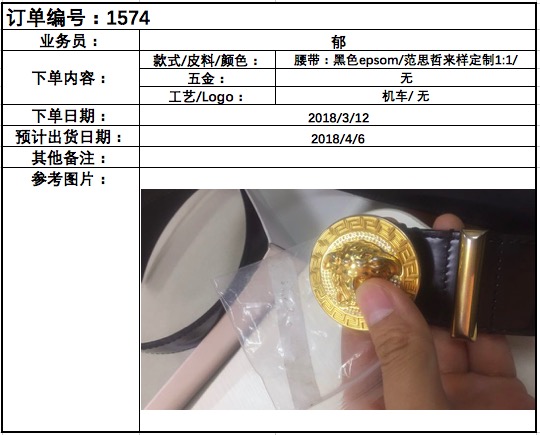 订单编号：1574
业务员： 郁
下单内容： 款式/皮料/颜色： 腰带：黑色epsom/范思哲来样定制1:1/
五金： 无
工艺/Logo： 机车/ 无
下单日期： 2018/3/12
预计出货日期： 2018/4/6
其他备注：
参考图片：